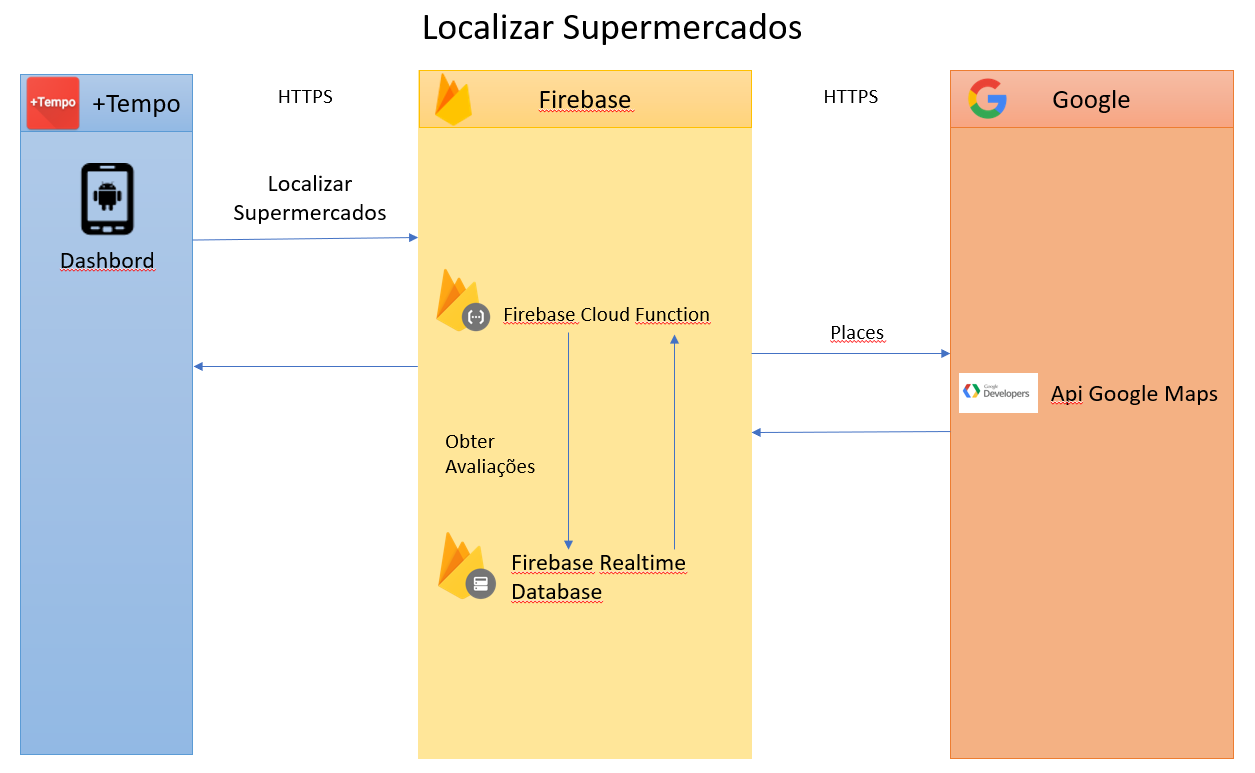 Localizar Supermercados
+Tempo
+Tempo
HTTPS
Firebase
HTTPS
Google
Localizar
Supermercados
Dashbord
Firebase Cloud Function
Places
Google
Developers
Api Google Maps
Obter
Avaliações
Firebase Realtime
Database